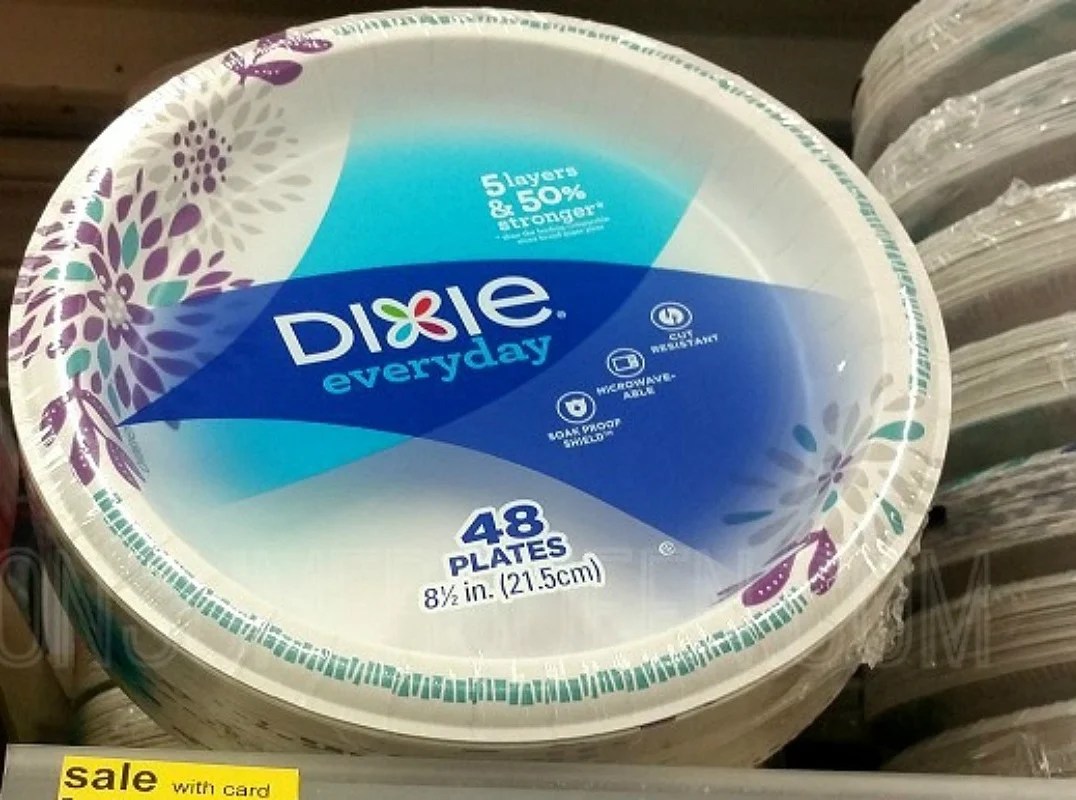 5 layers
& 50%
stronger*
DIXIE
everyday
CUT
RESISTANT
MICROWAVE-
ABLE
SOAK PROOF
SHIELD™
48
PLATES
8½ in. (21.5cm)
sale with card